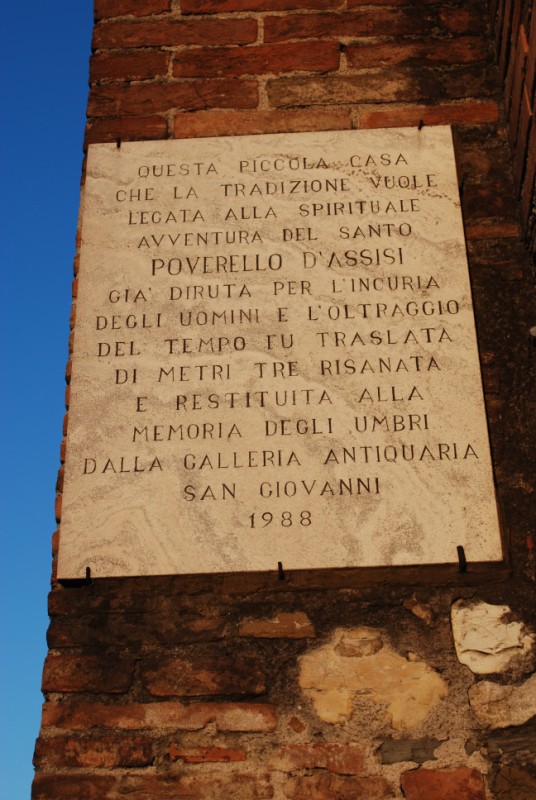 QUESTA PICCOLA CASA
CHE LA TRADIZIONE VUOLE
LEGATA ALLA SPIRITUALE
AVVENTURA DEL SANTO
POVERELLO D'ASSISI
GIA' DIRUTA PER L'INCURIA
DEGLI UOMINI E L'OLTRAGGIO
DEL TEMPO FU TRASLATA
DI METRI TRE RISANATA
E RESTITUITA ALLA
MEMORIA DEGLI UMBRI
DALLA GALLERIA ANTIQUARIA
SAN GIOVANNI
1988